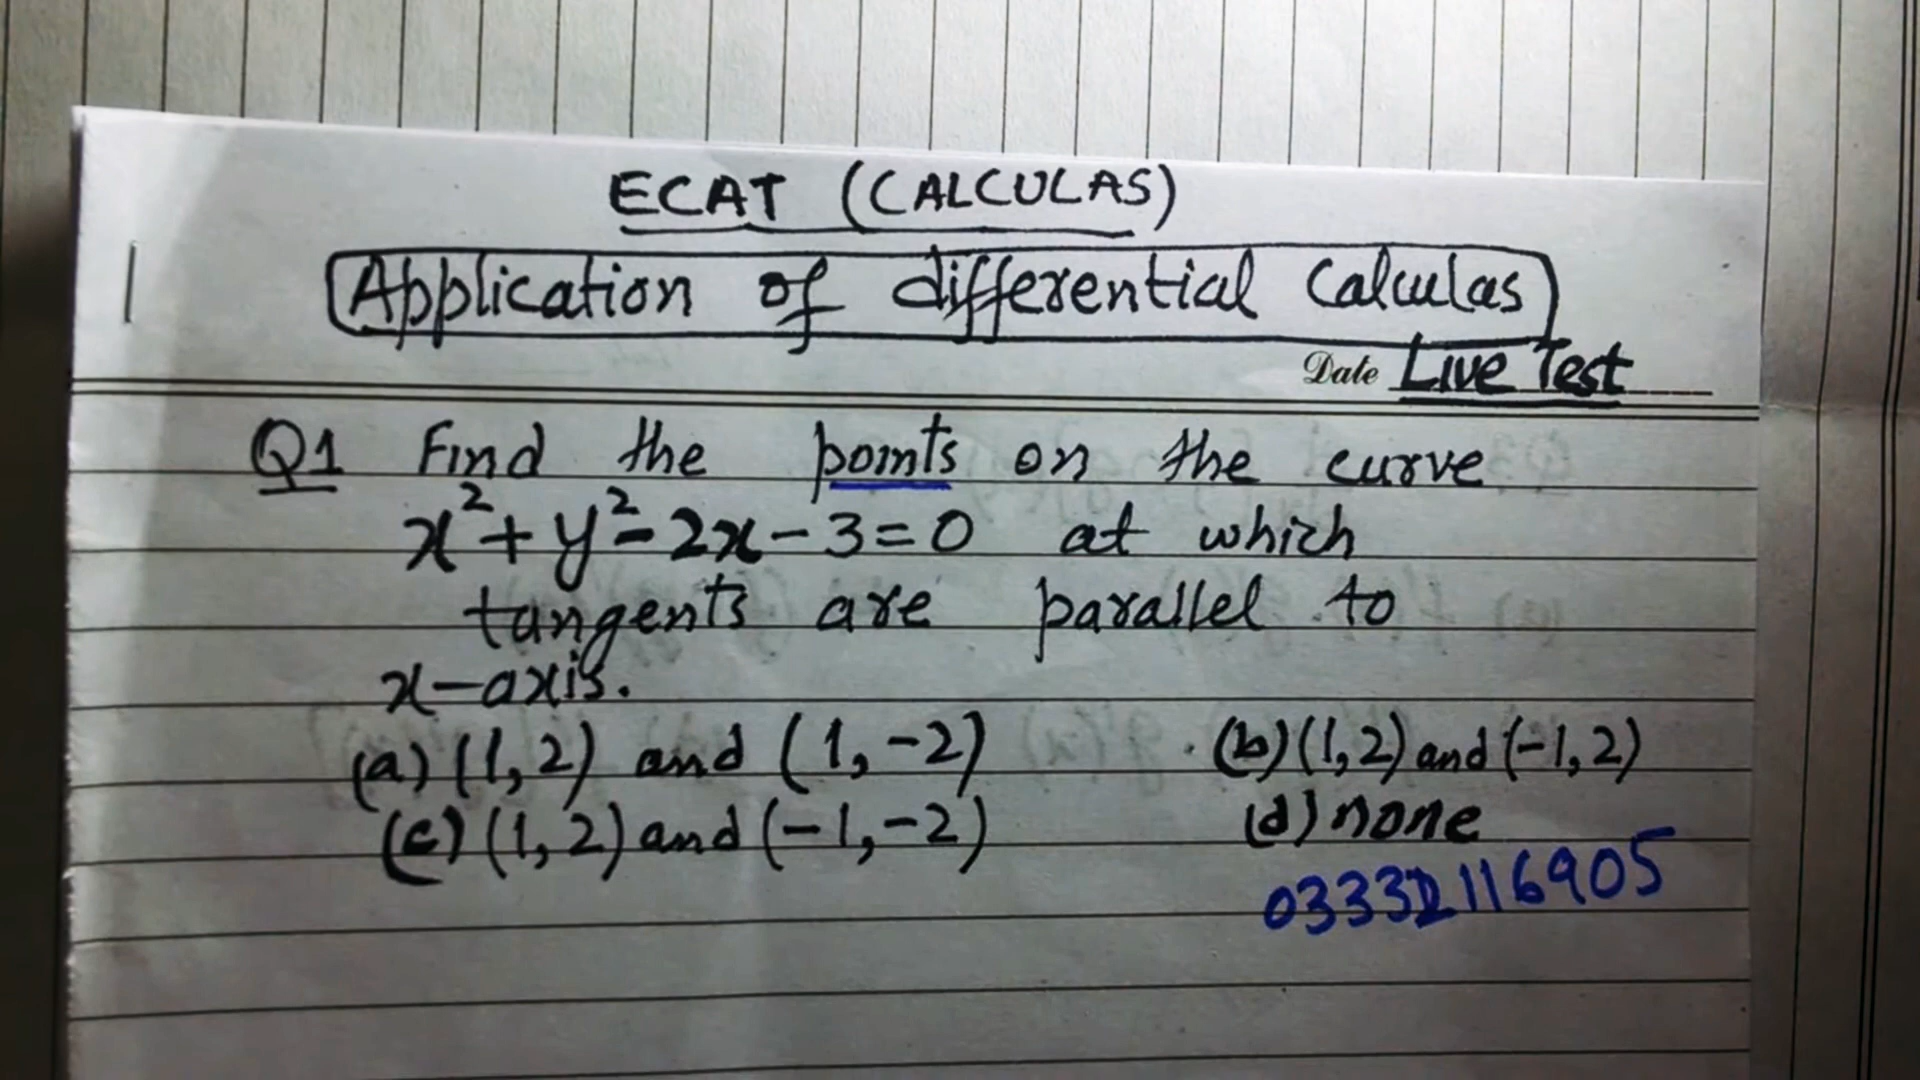 ECAT (CALCULAS)
Application of differential Calculas
Date Live Test
Q1 Find the points on the curve
x²+y²-2x-3=0 at which
tangents are parallel to
x-axis.
(a) (1,2) and (1,-2) (b) (1,2) and (-1,2)
(c) (1,2) and (-1,-2) (d) none